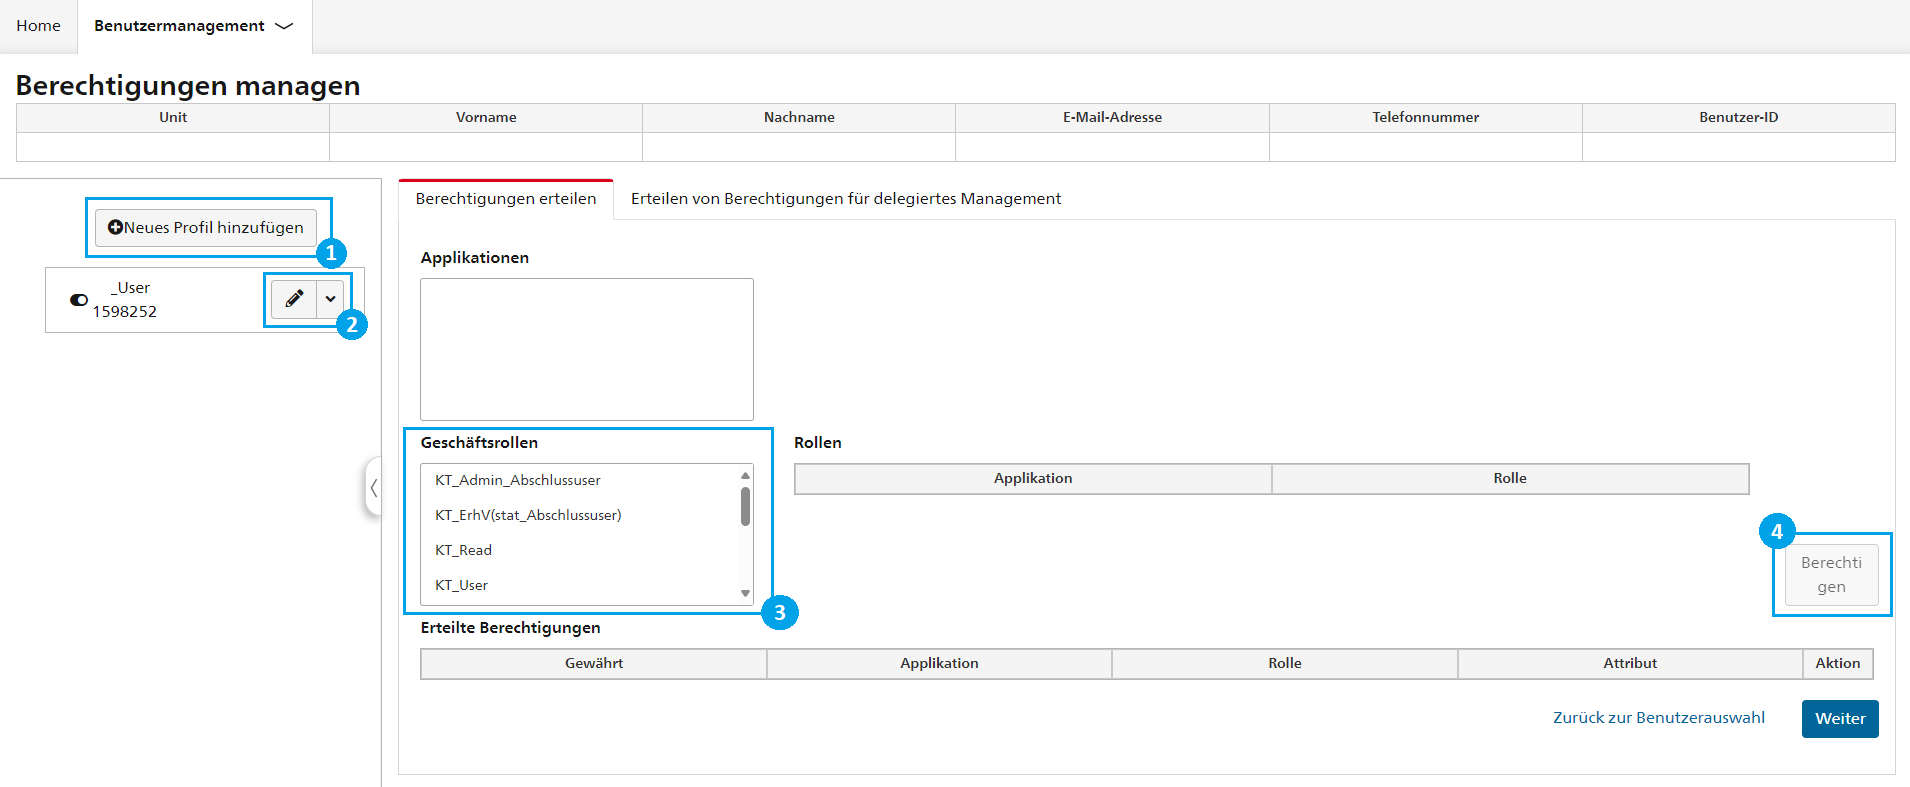 Home
Benutzermanagement
Berechtigungen managen
Unit Vorname Nachname E-Mail-Adresse Telefonnummer Benutzer-ID
Neues Profil hinzufügen
1
_User
1598252
2
Berechtigungen erteilen
Erteilen von Berechtigungen für delegiertes Management
Applikationen
Geschäftsrollen
KT_Admin_Abschlussuser
KT_ErhV(stat_Abschlussuser)
KT_Read
KT_User
3
Rollen
Applikation Rolle
4
Berechti
gen
Erteilte Berechtigungen
Gewährt Applikation Rolle Attribut Aktion
Zurück zur Benutzerauswahl
Weiter